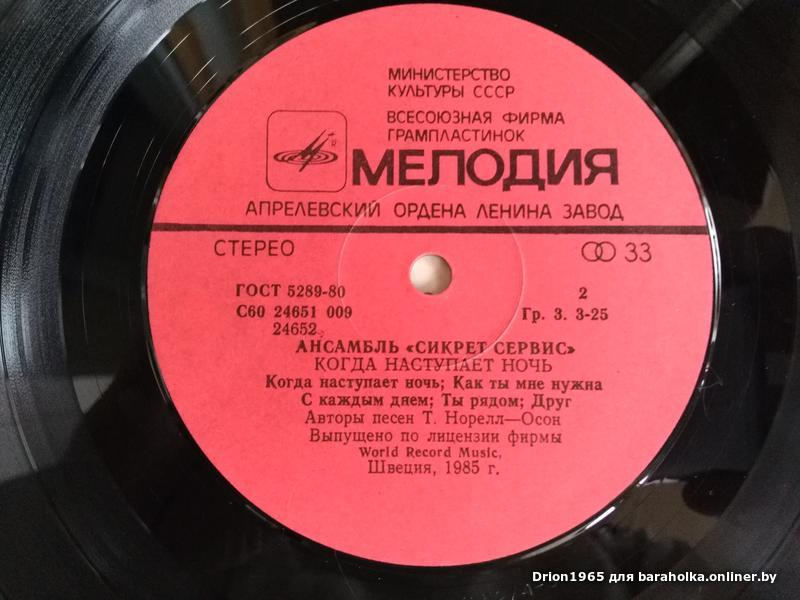 МИНИСТЕРСТВО
КУЛЬТУРЫ СССР
ВСЕСОЮЗНАЯ ФИРМА
ГРАМПЛАСТИНОК
R
МЕЛОДИЯ
АПРЕЛЕВСКИЙ ОРДЕНА ЛЕНИНА ЗАВОД
СТЕРЕО 33
ГОСТ 5289-80 2
С60 24651 009 Гр. 3. 3-25
24652
АНСАМБЛЬ «СИКРЕТ СЕРВИС»
КОГДА НАСТУПАЕТ НОЧЬ
Когда наступает ночь; Как ты мне нужна
С каждым днем; Ты рядом; Друг
Авторы песен Т. Норелл—Осон
Выпущено по лицензии фирмы
World Record Music,
Швеция, 1985 г.
Drion1965 для baraholka.onliner.by